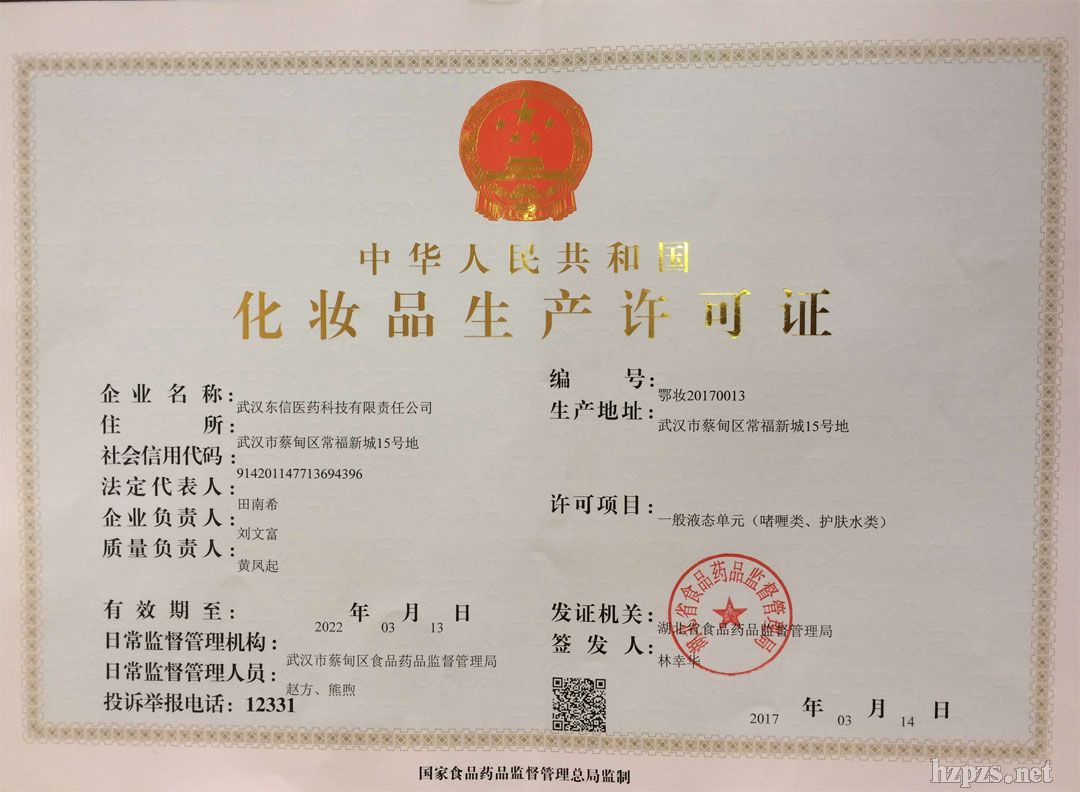 中华人民共和国
化妆品生产许可证
企业名称：武汉东信医药科技有限责任公司
住所：武汉市蔡甸区常福新城15号地
社会信用代码：914201147713694396
法定代表人：田南希
企业负责人：刘文富
质量负责人：黄凤起
编号：鄂妆20170013
生产地址：武汉市蔡甸区常福新城15号地
许可项目：一般液态单元（啫喱类、护肤水类）
有效期至：2022年03月13日
日常监督管理机构：武汉市蔡甸区食品药品监督管理局
日常监督管理人员：赵方、熊煦
投诉举报电话：12331
发证机关：湖北省食品药品监督管理局
签发人：林幸华
湖北省食品药品监督管理局
2017年03月14日
国家食品药品监督管理总局监制
hzpzs.net